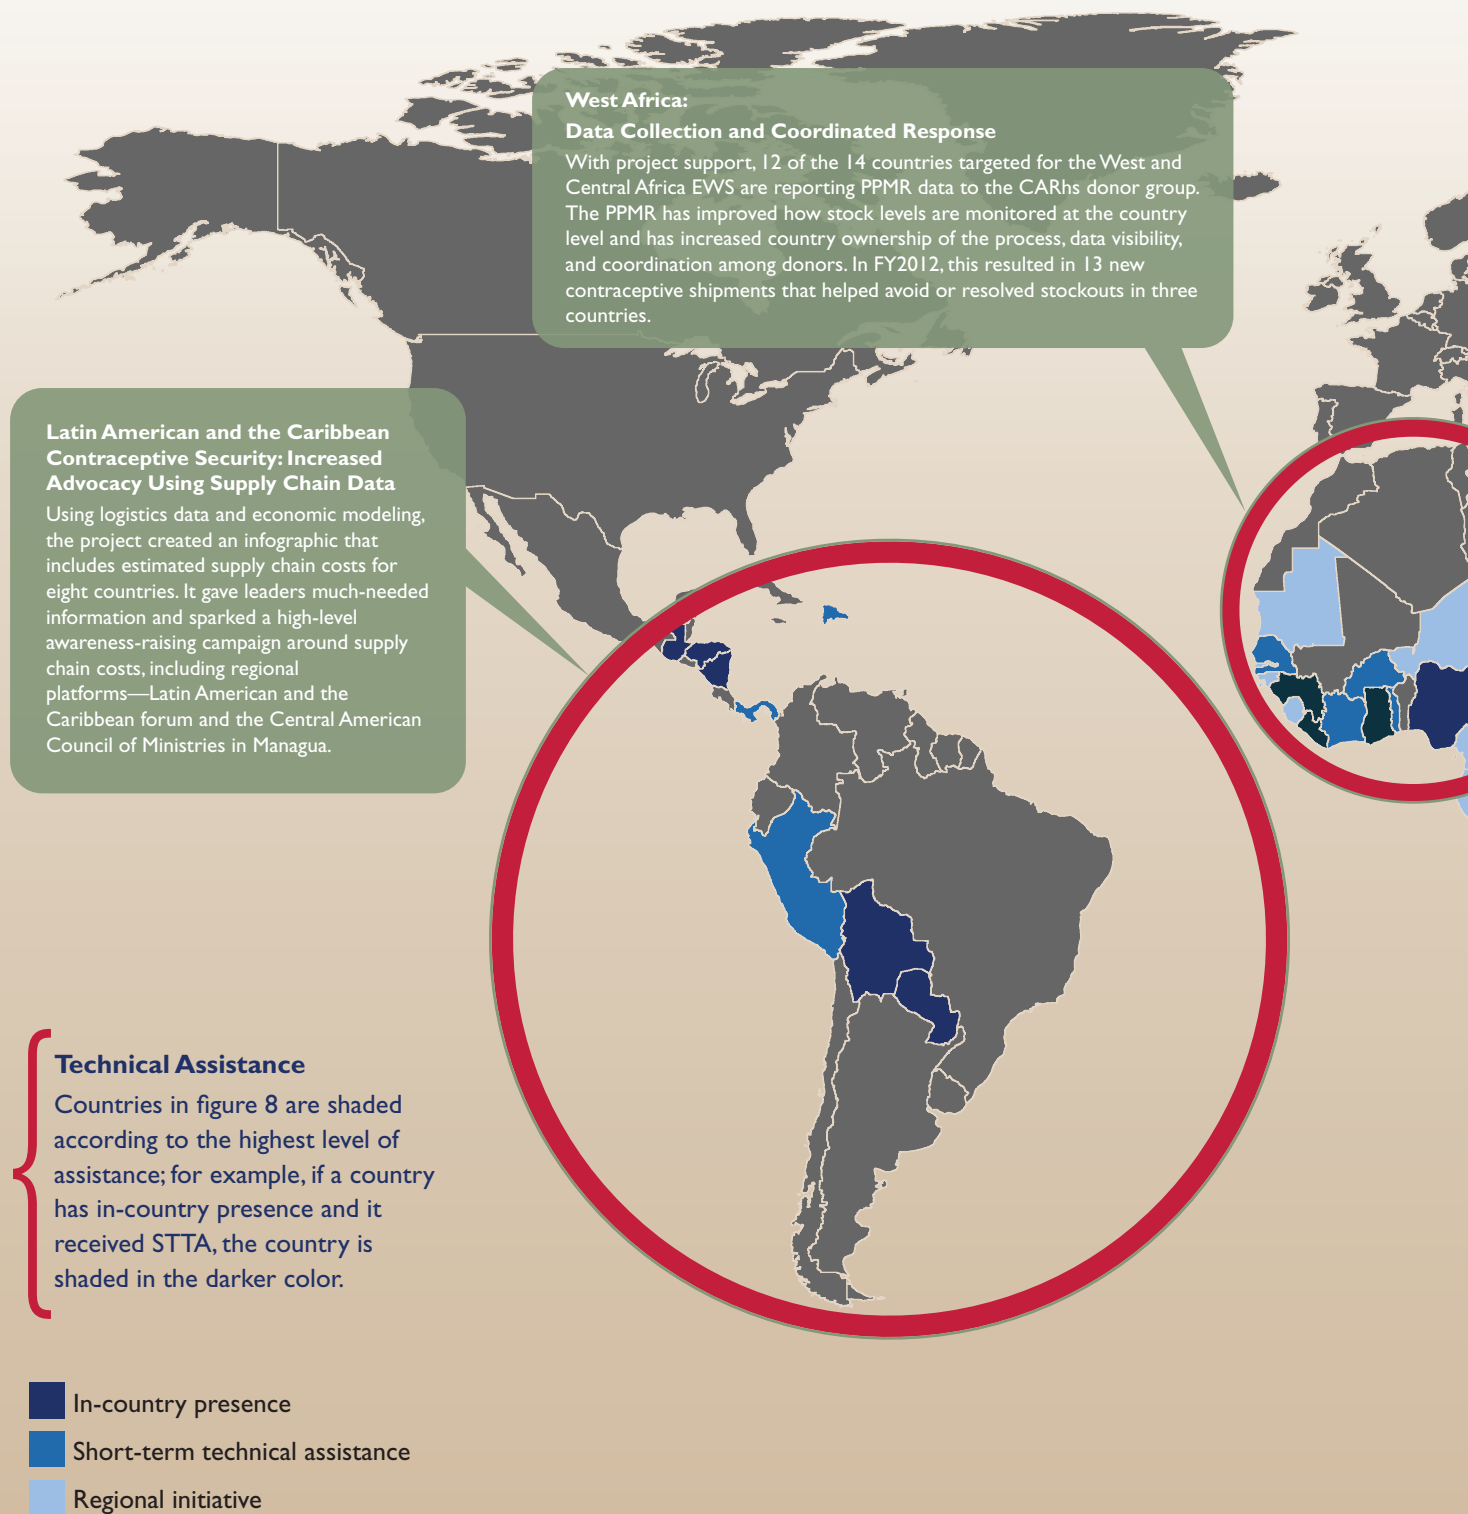 West Africa:
Data Collection and Coordinated Response
With project support, 12 of the 14 countries targeted for the West and
Central Africa EWS are reporting PPMR data to the CARhs donor group.
The PPMR has improved how stock levels are monitored at the country
level and has increased country ownership of the process, data visibility,
and coordination among donors. In FY2012, this resulted in 13 new
contraceptive shipments that helped avoid or resolved stockouts in three
countries.
Latin American and the Caribbean
Contraceptive Security: Increased
Advocacy Using Supply Chain Data
Using logistics data and economic modeling,
the project created an infographic that
includes estimated supply chain costs for
eight countries. It gave leaders much-needed
information and sparked a high-level
awareness-raising campaign around supply
chain costs, including regional
platforms—Latin American and the
Caribbean forum and the Central American
Council of Ministries in Managua.
Technical Assistance
Countries in figure 8 are shaded
according to the highest level of
assistance; for example, if a country
has in-country presence and it
received STTA, the country is
shaded in the darker color.
In-country presence
Short-term technical assistance
Regional initiative